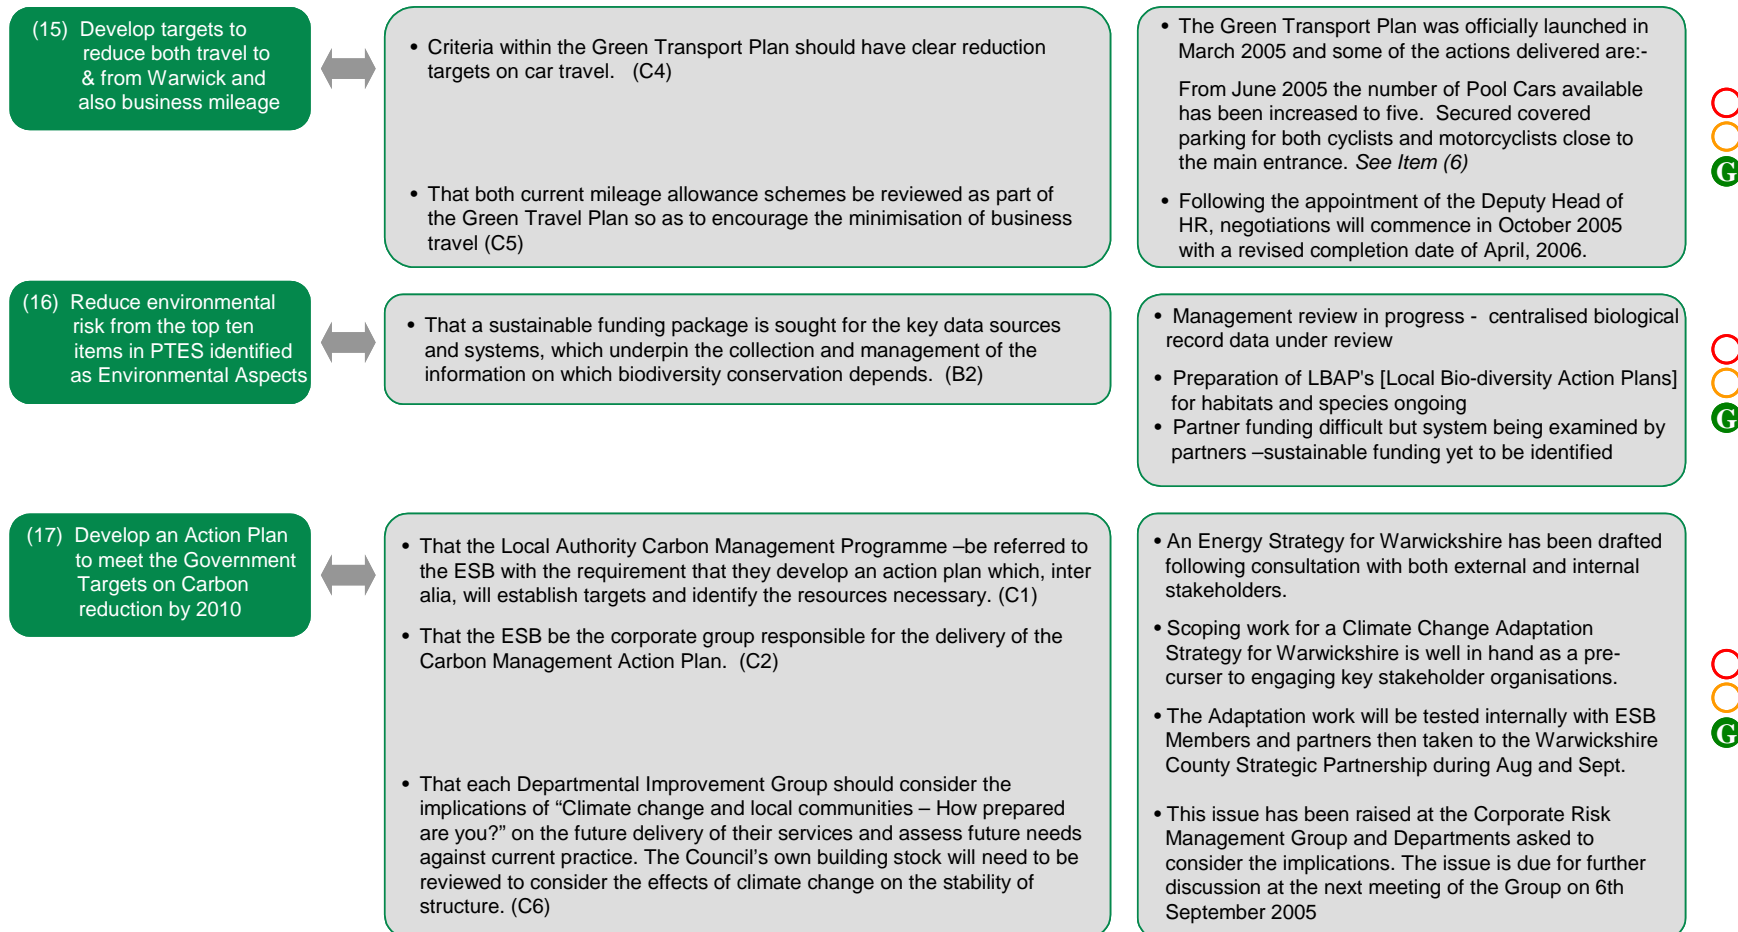 (15) Develop targets to
reduce both travel to
& from Warwick and
also business mileage
• Criteria within the Green Transport Plan should have clear reduction
targets on car travel. (C4)
• That both current mileage allowance schemes be reviewed as part of
the Green Travel Plan so as to encourage the minimisation of business
travel (C5)
• The Green Transport Plan was officially launched in
March 2005 and some of the actions delivered are:-
From June 2005 the number of Pool Cars available
has been increased to five. Secured covered
parking for both cyclists and motorcyclists close to
the main entrance. See Item (6)
• Following the appointment of the Deputy Head of
HR, negotiations will commence in October 2005
with a revised completion date of April, 2006.
G
(16) Reduce environmental
risk from the top ten
items in PTES identified
as Environmental Aspects
• That a sustainable funding package is sought for the key data sources
and systems, which underpin the collection and management of the
information on which biodiversity conservation depends. (B2)
• Management review in progress - centralised biological
record data under review
• Preparation of LBAP's [Local Bio-diversity Action Plans]
for habitats and species ongoing
• Partner funding difficult but system being examined by
partners –sustainable funding yet to be identified
G
(17) Develop an Action Plan
to meet the Government
Targets on Carbon
reduction by 2010
• That the Local Authority Carbon Management Programme –be referred to
the ESB with the requirement that they develop an action plan which, inter
alia, will establish targets and identify the resources necessary. (C1)
• That the ESB be the corporate group responsible for the delivery of the
Carbon Management Action Plan. (C2)
• That each Departmental Improvement Group should consider the
implications of “Climate change and local communities – How prepared
are you?” on the future delivery of their services and assess future needs
against current practice. The Council’s own building stock will need to be
reviewed to consider the effects of climate change on the stability of
structure. (C6)
• An Energy Strategy for Warwickshire has been drafted
following consultation with both external and internal
stakeholders.
• Scoping work for a Climate Change Adaptation
Strategy for Warwickshire is well in hand as a pre-
curser to engaging key stakeholder organisations.
• The Adaptation work will be tested internally with ESB
Members and partners then taken to the Warwickshire
County Strategic Partnership during Aug and Sept.
• This issue has been raised at the Corporate Risk
Management Group and Departments asked to
consider the implications. The issue is due for further
discussion at the next meeting of the Group on 6th
September 2005
G